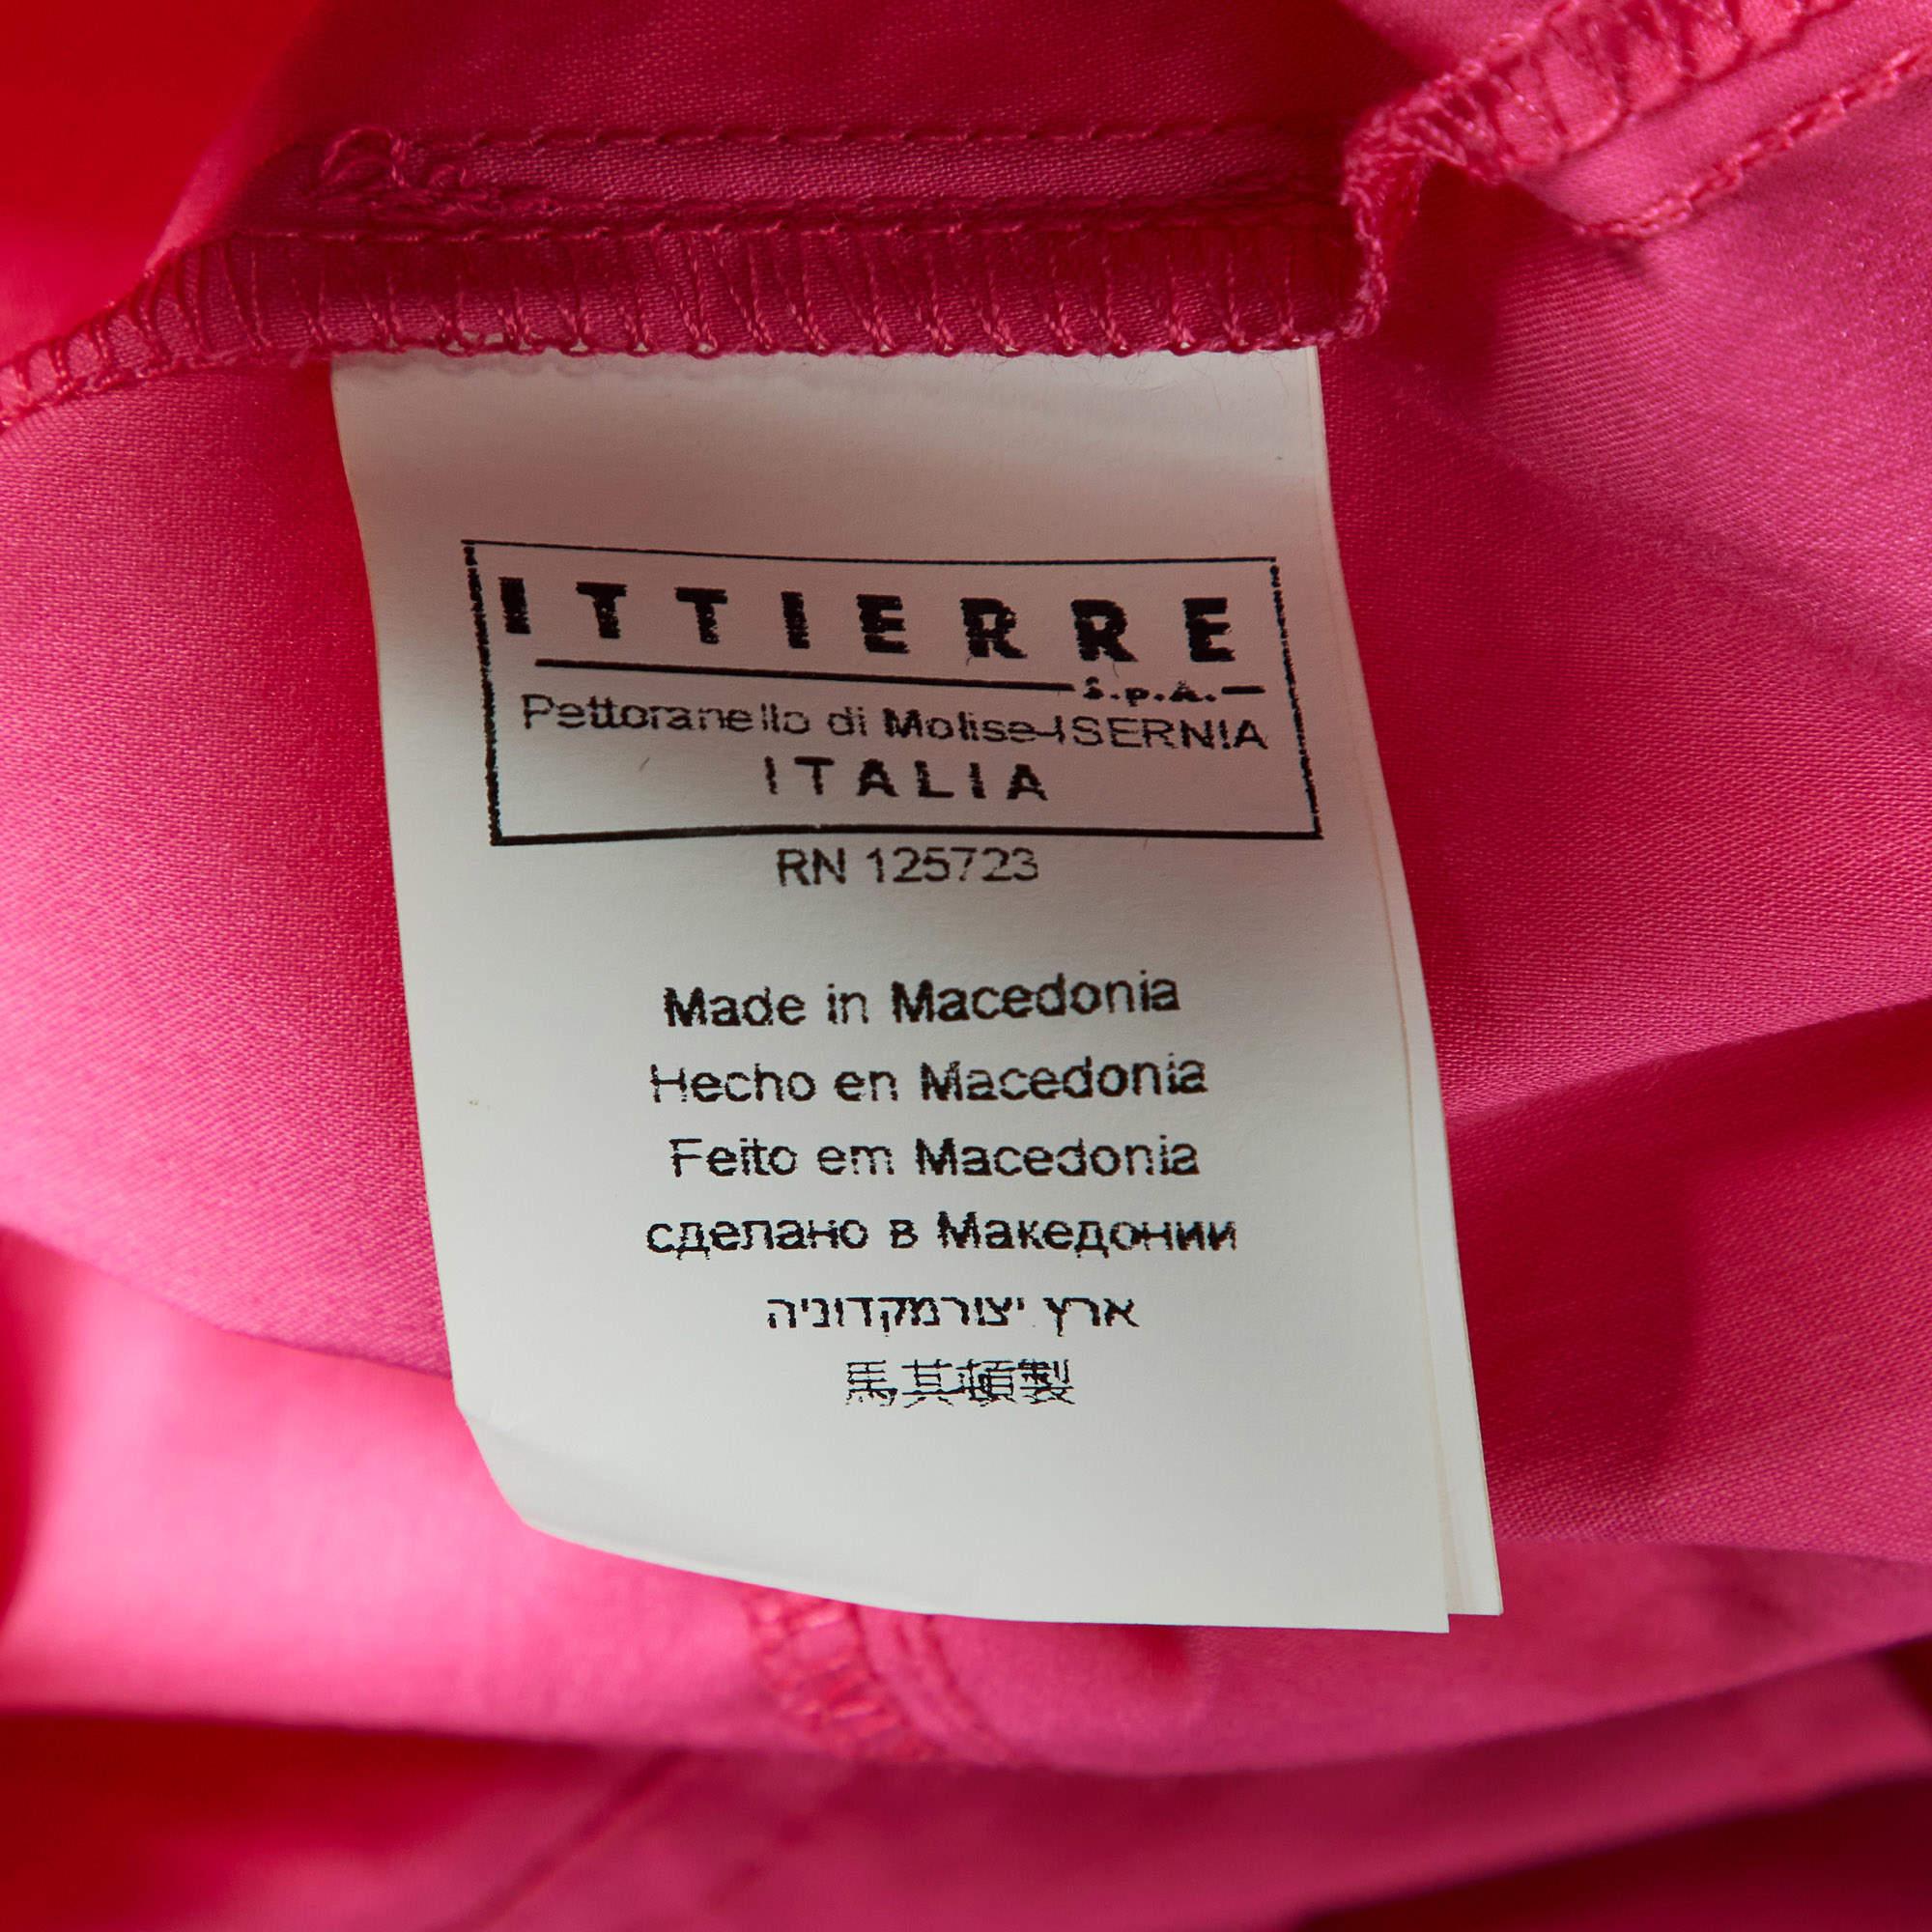 ITTIERRE
S.p.A.
Pettoranello di Molise-ISERNIA
ITALIA
RN 125723
Made in Macedonia
Hecho en Macedonia
Feito em Macedonia
сделано в Македонии
ארץ יצורמקדוניה
馬其頓製